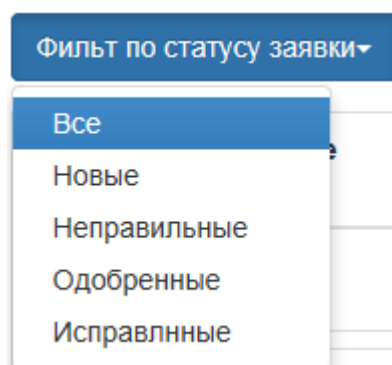 Фильт по статусу заявки
Все
Новые
Неправильные
Одобренные
Исправлнные